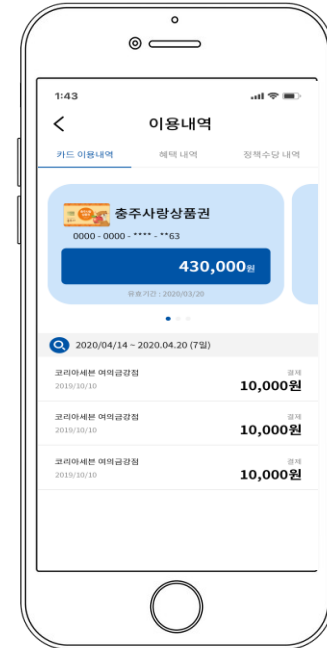 1:43
이용내역
카드 이용내역 혜택 내역 정책수당 내역
충주사랑상품권
0000 - 0000 - **** - **63
430,000원
유효기간 : 2020/03/20
2020/04/14 ~ 2020.04.20 (7일)
코리아세븐 여의금강점 결제
2019/10/10 10,000원
코리아세븐 여의금강점 결제
2019/10/10 10,000원
코리아세븐 여의금강점 결제
2019/10/10 10,000원